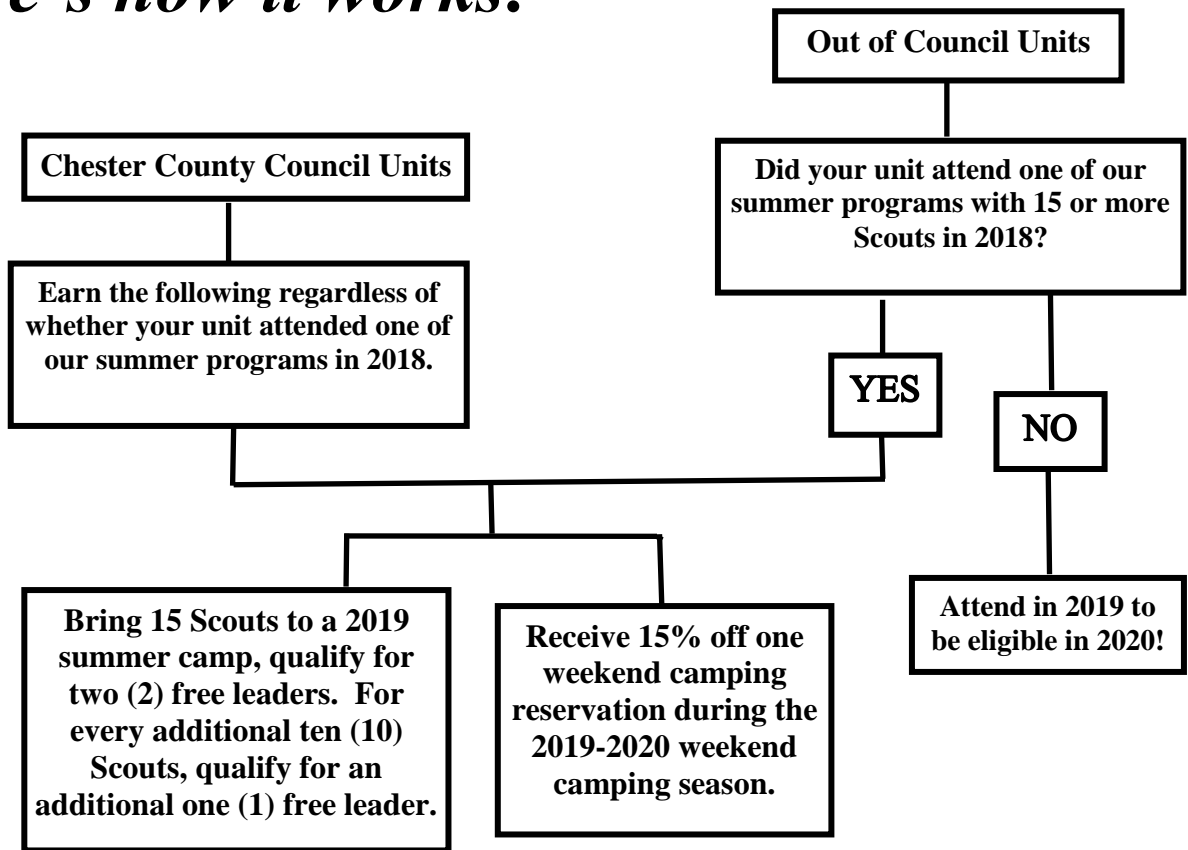 e's how it works:
Out of Council Units
Chester County Council Units
Did your unit attend one of our
summer programs with 15 or more
Scouts in 2018?
Earn the following regardless of
whether your unit attended one of
our summer programs in 2018.
YES
NO
Bring 15 Scouts to a 2019
summer camp, qualify for
two (2) free leaders. For
every additional ten (10)
Scouts, qualify for an
additional one (1) free leader.
Receive 15% off one
weekend camping
reservation during the
2019-2020 weekend
camping season.
Attend in 2019 to
be eligible in 2020!